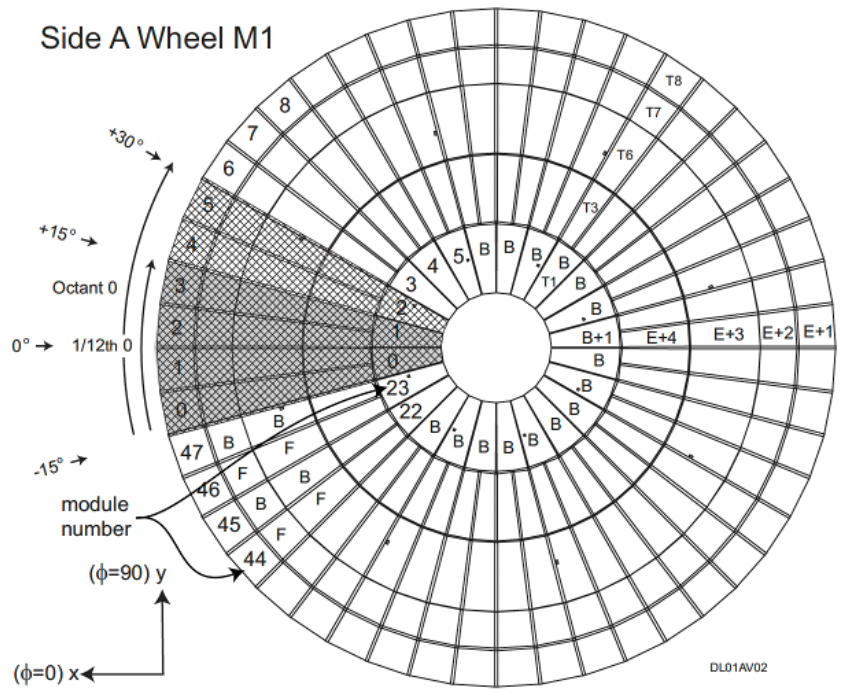 Side A Wheel M1
T8
8
T7
+30°
7
T6
6
5
T3
+15°
4
5
B
B
B
4
B
3
T1
B
Octant 0
3
2
B
2
1
B+1
E+4
E+3
E+2
E+1
0°
1/12th 0
1
0
B
23
B
0
22
B
B
B
B
B
B
B
B
47
B
B
-15°
F
46
F
B
module
number
45
B
F
F
44
(ϕ=90) y
(ϕ=0) x
DL01AV02